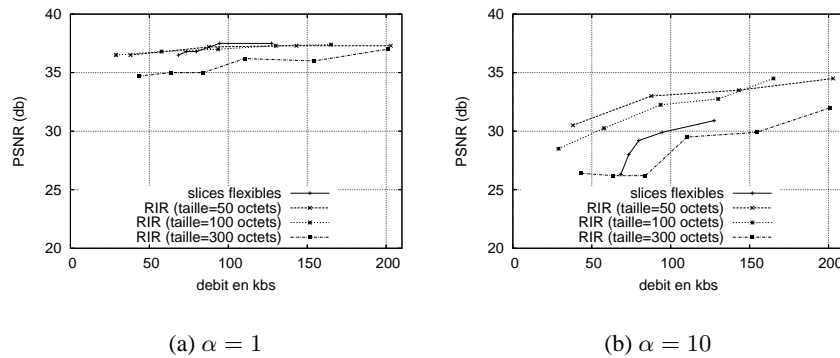 40
35
30
25
20
PSNR (db)
slices flexibles
RIR (taille=50 octets)
RIR (taille=100 octets)
RIR (taille=300 octets)
0 50 100 150 200
debit en kbs
(a) α = 1
40
35
30
25
20
PSNR (db)
slices flexibles
RIR (taille=50 octets)
RIR (taille=100 octets)
RIR (taille=300 octets)
0 50 100 150 200
debit en kbs
(b) α = 10